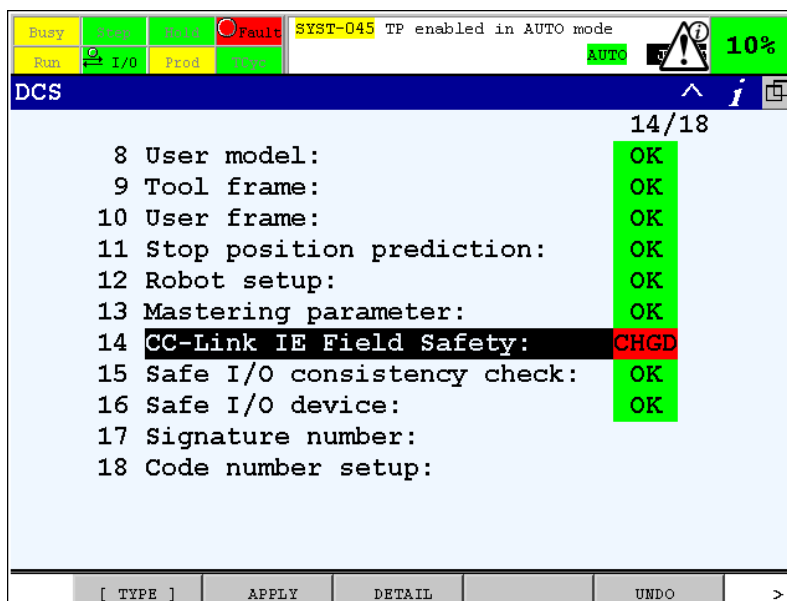 Busy Step Hold Fault SYST-045 TP enabled in AUTO mode
Run I/O Prod TCyc AUTO 10%
DCS
14/18
8 User model: OK
9 Tool frame: OK
10 User frame: OK
11 Stop position prediction: OK
12 Robot setup: OK
13 Mastering parameter: OK
14 CC-Link IE Field Safety: CHGD
15 Safe I/O consistency check: OK
16 Safe I/O device: OK
17 Signature number:
18 Code number setup:
[ TYPE ] APPLY DETAIL UNDO >